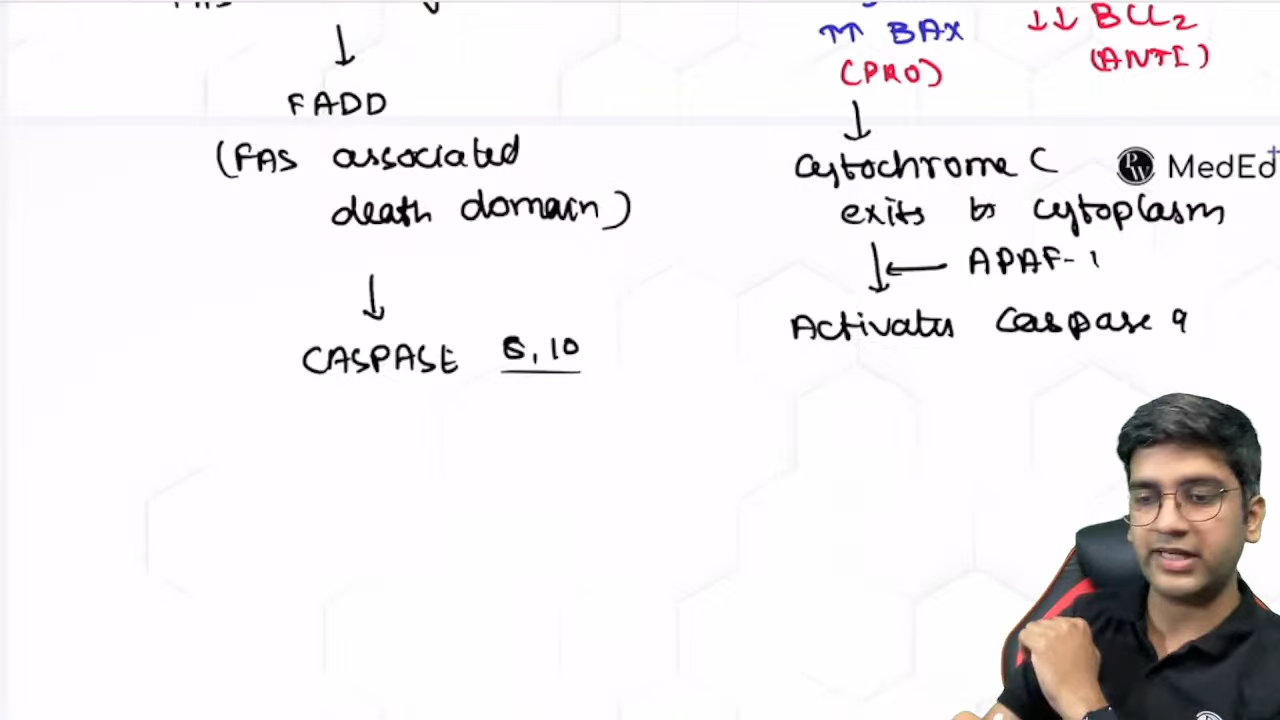 FADD
(FAS associated
death domain)
CASPASE 8, 10
↑↑ BAX
(PRO)
↓↓ BCL2
(ANTI)
Cytochrome C
exits to cytoplasm
APAF-1
Activates Caspase 9
PW MedEd